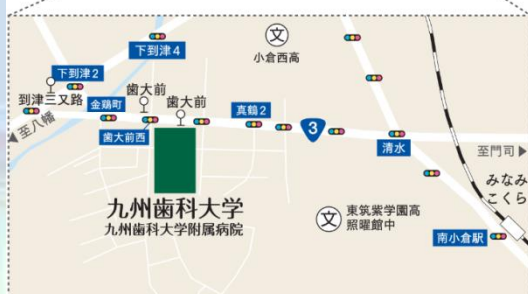 下到津4
文
小倉西高
下到津2
到津三叉路
歯大前
金鶏町
歯大前
真鶴2
3
至八幡
歯大前西
清水
至門司
みなみ
こくら
九州歯科大学
九州歯科大学附属病院
文
東筑紫学園高
照曜館中
南小倉駅